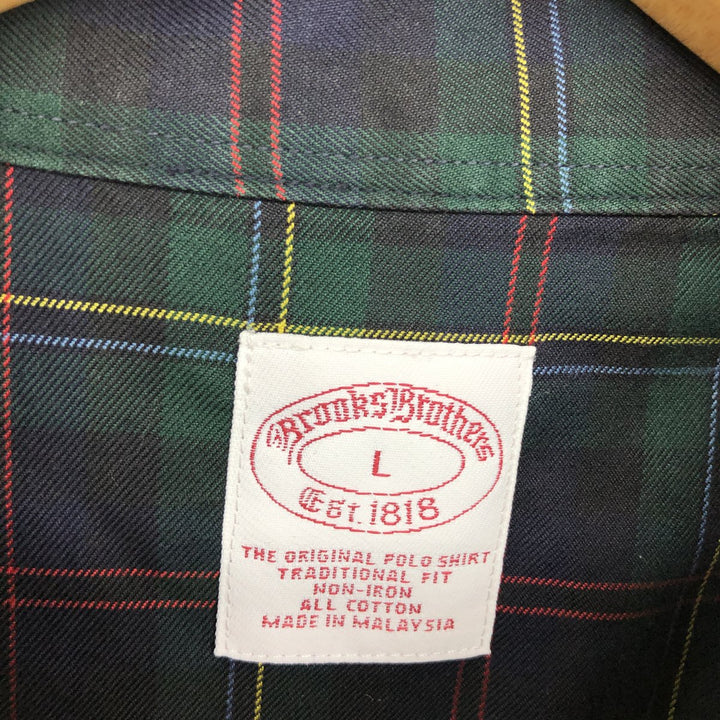 Brooks Brothers
L
Est. 1818
THE ORIGINAL POLO SHIRT
TRADITIONAL FIT
NON-IRON
ALL COTTON
MADE IN MALAYSIA